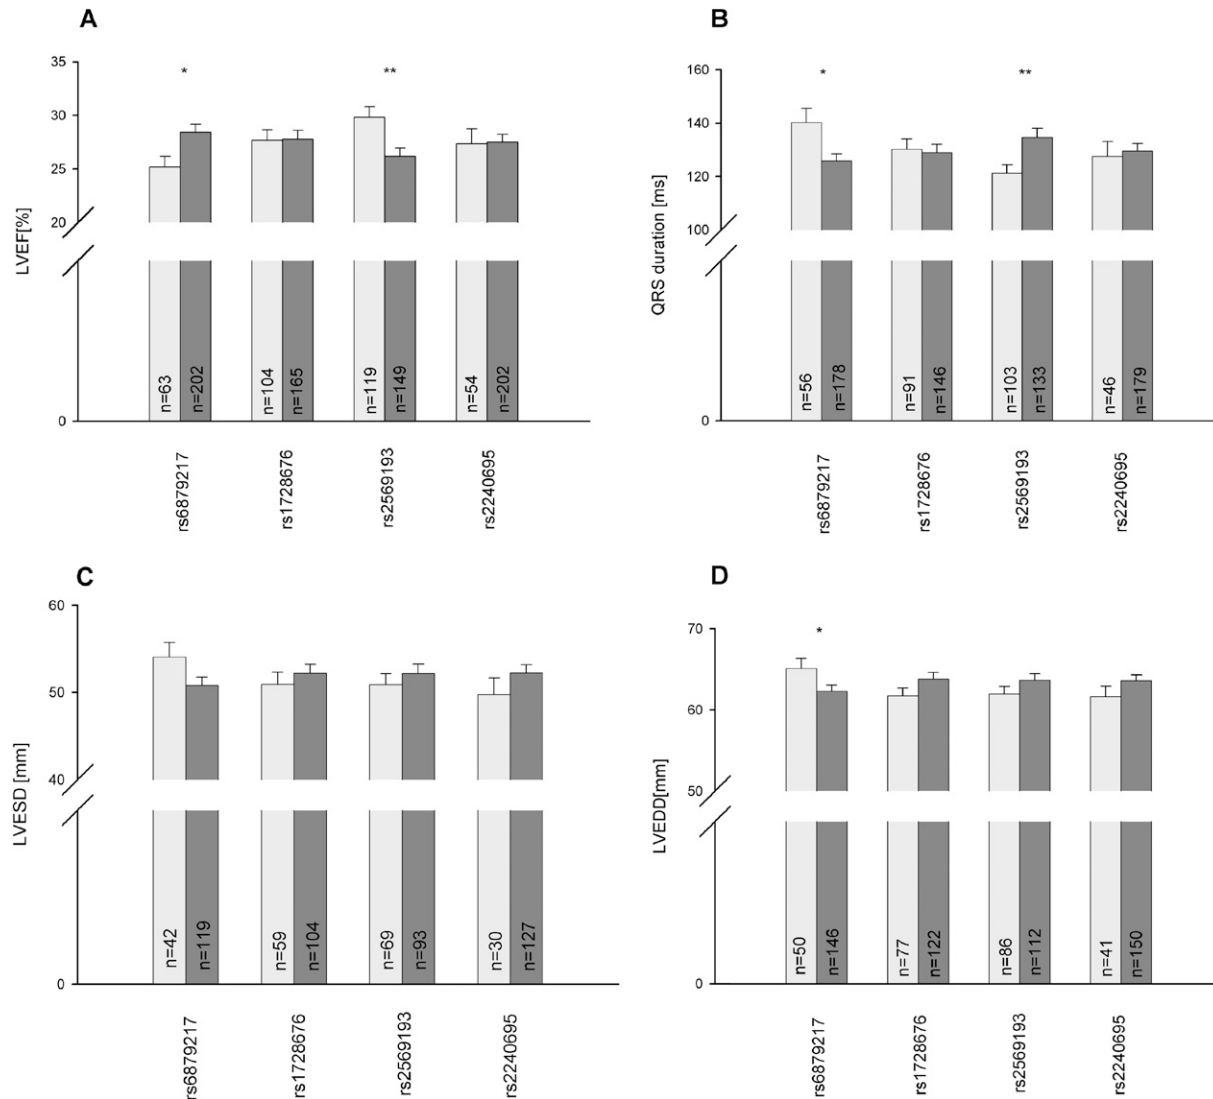 A
LVEF[%]
35
30
25
20
0
*
**
n=63
n=202
n=104
n=165
n=119
n=149
n=54
n=202
rs6879217
rs1728676
rs2569193
rs2240695
B
QRS duration [ms]
160
140
120
100
0
*
**
n=56
n=178
n=91
n=146
n=103
n=133
n=46
n=179
rs6879217
rs1728676
rs2569193
rs2240695
C
LVESD [mm]
60
50
40
0
n=42
n=119
n=59
n=104
n=69
n=93
n=30
n=127
rs6879217
rs1728676
rs2569193
rs2240695
D
LVEDD[mm]
70
60
50
0
*
n=50
n=146
n=77
n=122
n=86
n=112
n=41
n=150
rs6879217
rs1728676
rs2569193
rs2240695